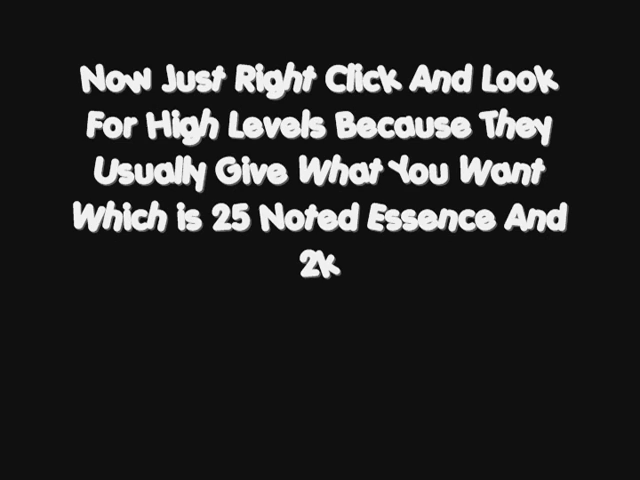 Now Just Right Click And Look
For High Levels Because They
Usually Give What You Want
Which is 25 Noted Essence And
2k